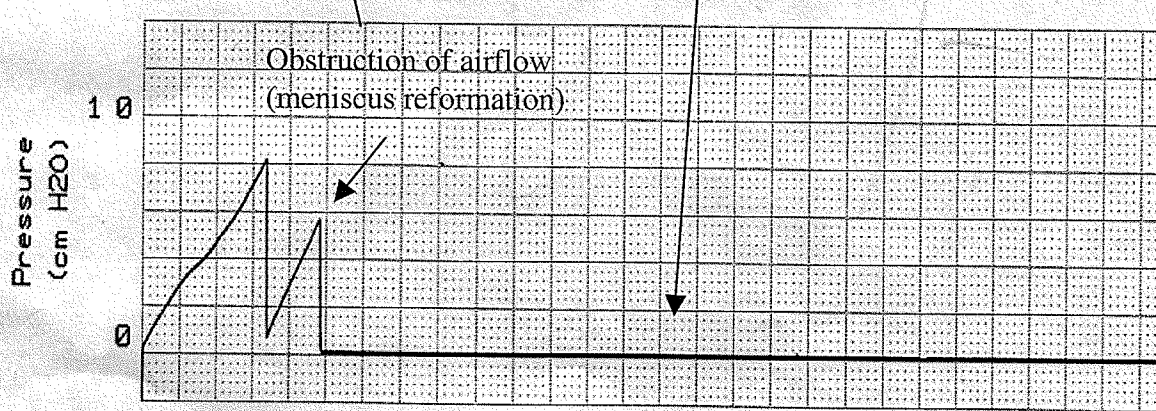 Obstruction of airflow
(meniscus reformation)
10
Pressure
(cm H2O)
0